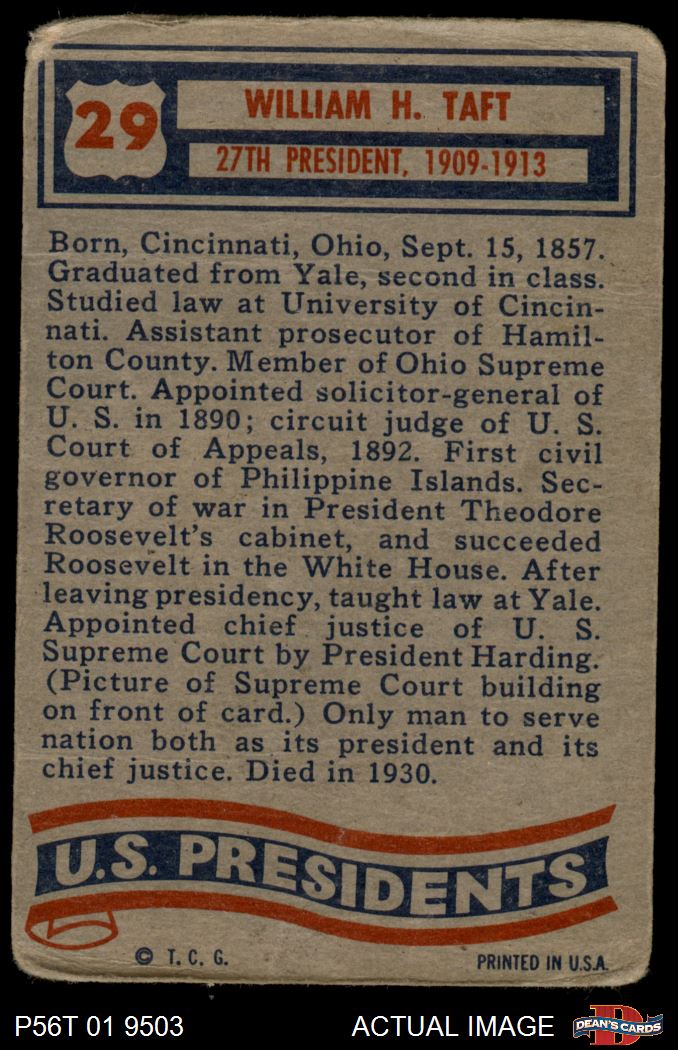 29
WILLIAM H. TAFT
27TH PRESIDENT, 1909-1913
Born, Cincinnati, Ohio, Sept. 15, 1857.
Graduated from Yale, second in class.
Studied law at University of Cincin-
nati. Assistant prosecutor of Hamil-
ton County. Member of Ohio Supreme
Court. Appointed solicitor-general of
U. S. in 1890; circuit judge of U. S.
Court of Appeals, 1892. First civil
governor of Philippine Islands. Sec-
retary of war in President Theodore
Roosevelt's cabinet, and succeeded
Roosevelt in the White House. After
leaving presidency, taught law at Yale.
Appointed chief justice of U. S.
Supreme Court by President Harding.
(Picture of Supreme Court building
on front of card.) Only man to serve
nation both as its president and its
chief justice. Died in 1930.
U.S. PRESIDENTS
© T. C. G.
PRINTED IN U.S.A.
P56T 01 9503
ACTUAL IMAGE
DEAN'S CARDS